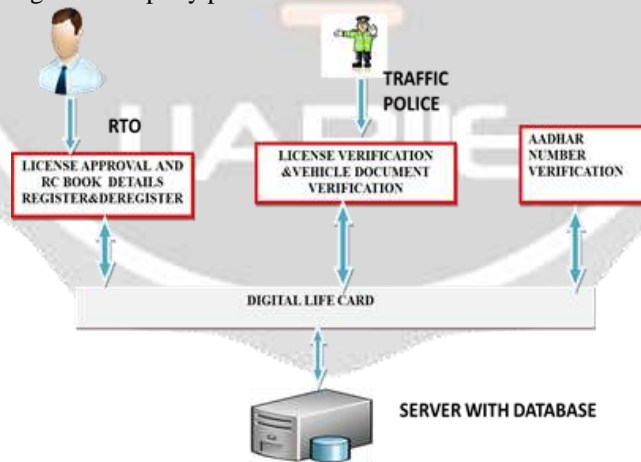 RTO
TRAFFIC
POLICE
LICENSE APPROVAL AND
RC BOOK DETAILS
REGISTER&DEREGISTER
LICENSE VERIFICATION
&VEHICLE DOCUMENT
VERIFICATION
AADHAR
NUMBER
VERIFICATION
DIGITAL LIFE CARD
SERVER WITH DATABASE